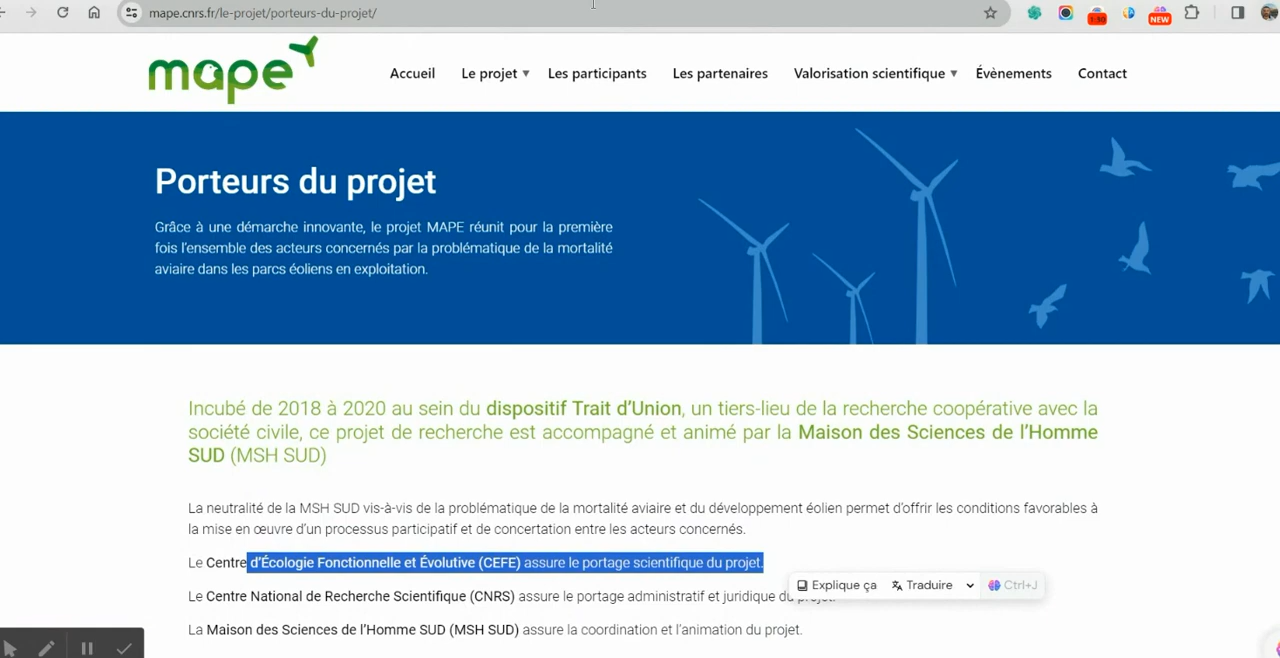 mape.cnrs.fr/le-projet/porteurs-du-projet/
1:30
NEW
mape
Accueil
Le projet
Les participants
Les partenaires
Valorisation scientifique
Évènements
Contact
Porteurs du projet
Grâce à une démarche innovante, le projet MAPE réunit pour la première
fois l'ensemble des acteurs concernés par la problématique de la mortalité
aviaire dans les parcs éoliens en exploitation.
Incubé de 2018 à 2020 au sein du dispositif Trait d'Union, un tiers-lieu de la recherche coopérative avec la
société civile, ce projet de recherche est accompagné et animé par la Maison des Sciences de l'Homme
SUD (MSH SUD)
La neutralité de la MSH SUD vis-à-vis de la problématique de la mortalité aviaire et du développement éolien permet d'offrir les conditions favorables à
la mise en œuvre d'un processus participatif et de concertation entre les acteurs concernés.
Le Centre d'Écologie Fonctionnelle et Évolutive (CEFE) assure le portage scientifique du projet.
Explique ça
Traduire
Ctrl+J
Le Centre National de Recherche Scientifique (CNRS) assure le portage administratif et juridique du projet.
La Maison des Sciences de l'Homme SUD (MSH SUD) assure la coordination et l'animation du projet.